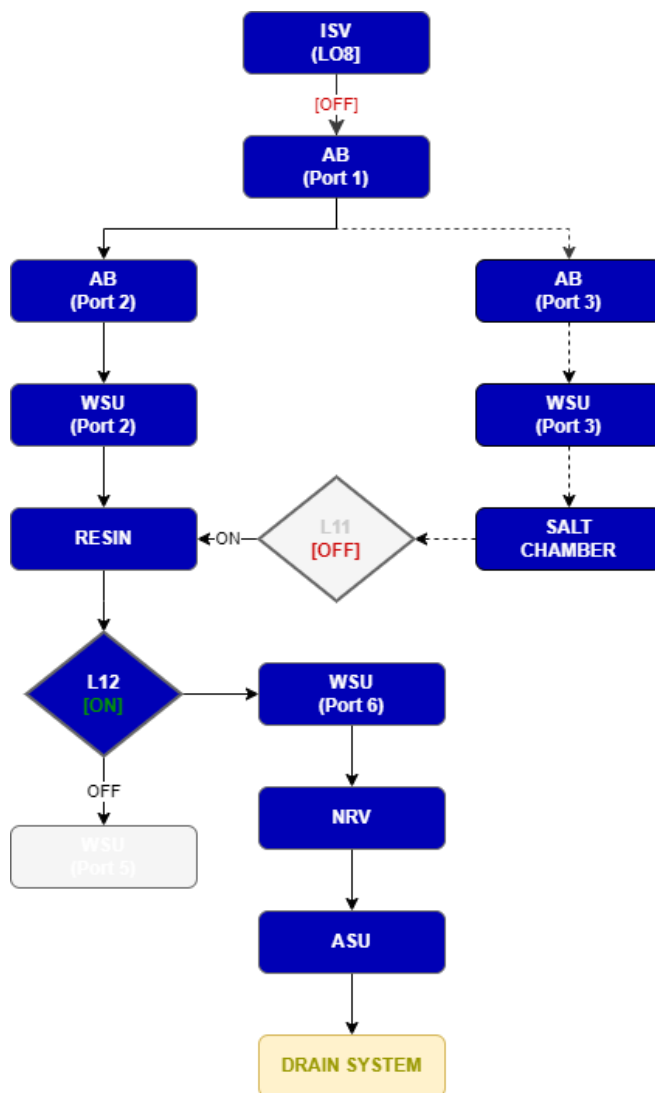 ISV
(LO8]
[OFF]
AB
(Port 1)
AB
(Port 2)
AB
(Port 3)
WSU
(Port 2)
WSU
(Port 3)
RESIN
ON
L11
[OFF]
SALT
CHAMBER
L12
[ON]
WSU
(Port 6)
OFF
WSU
(Port 5)
NRV
ASU
DRAIN SYSTEM